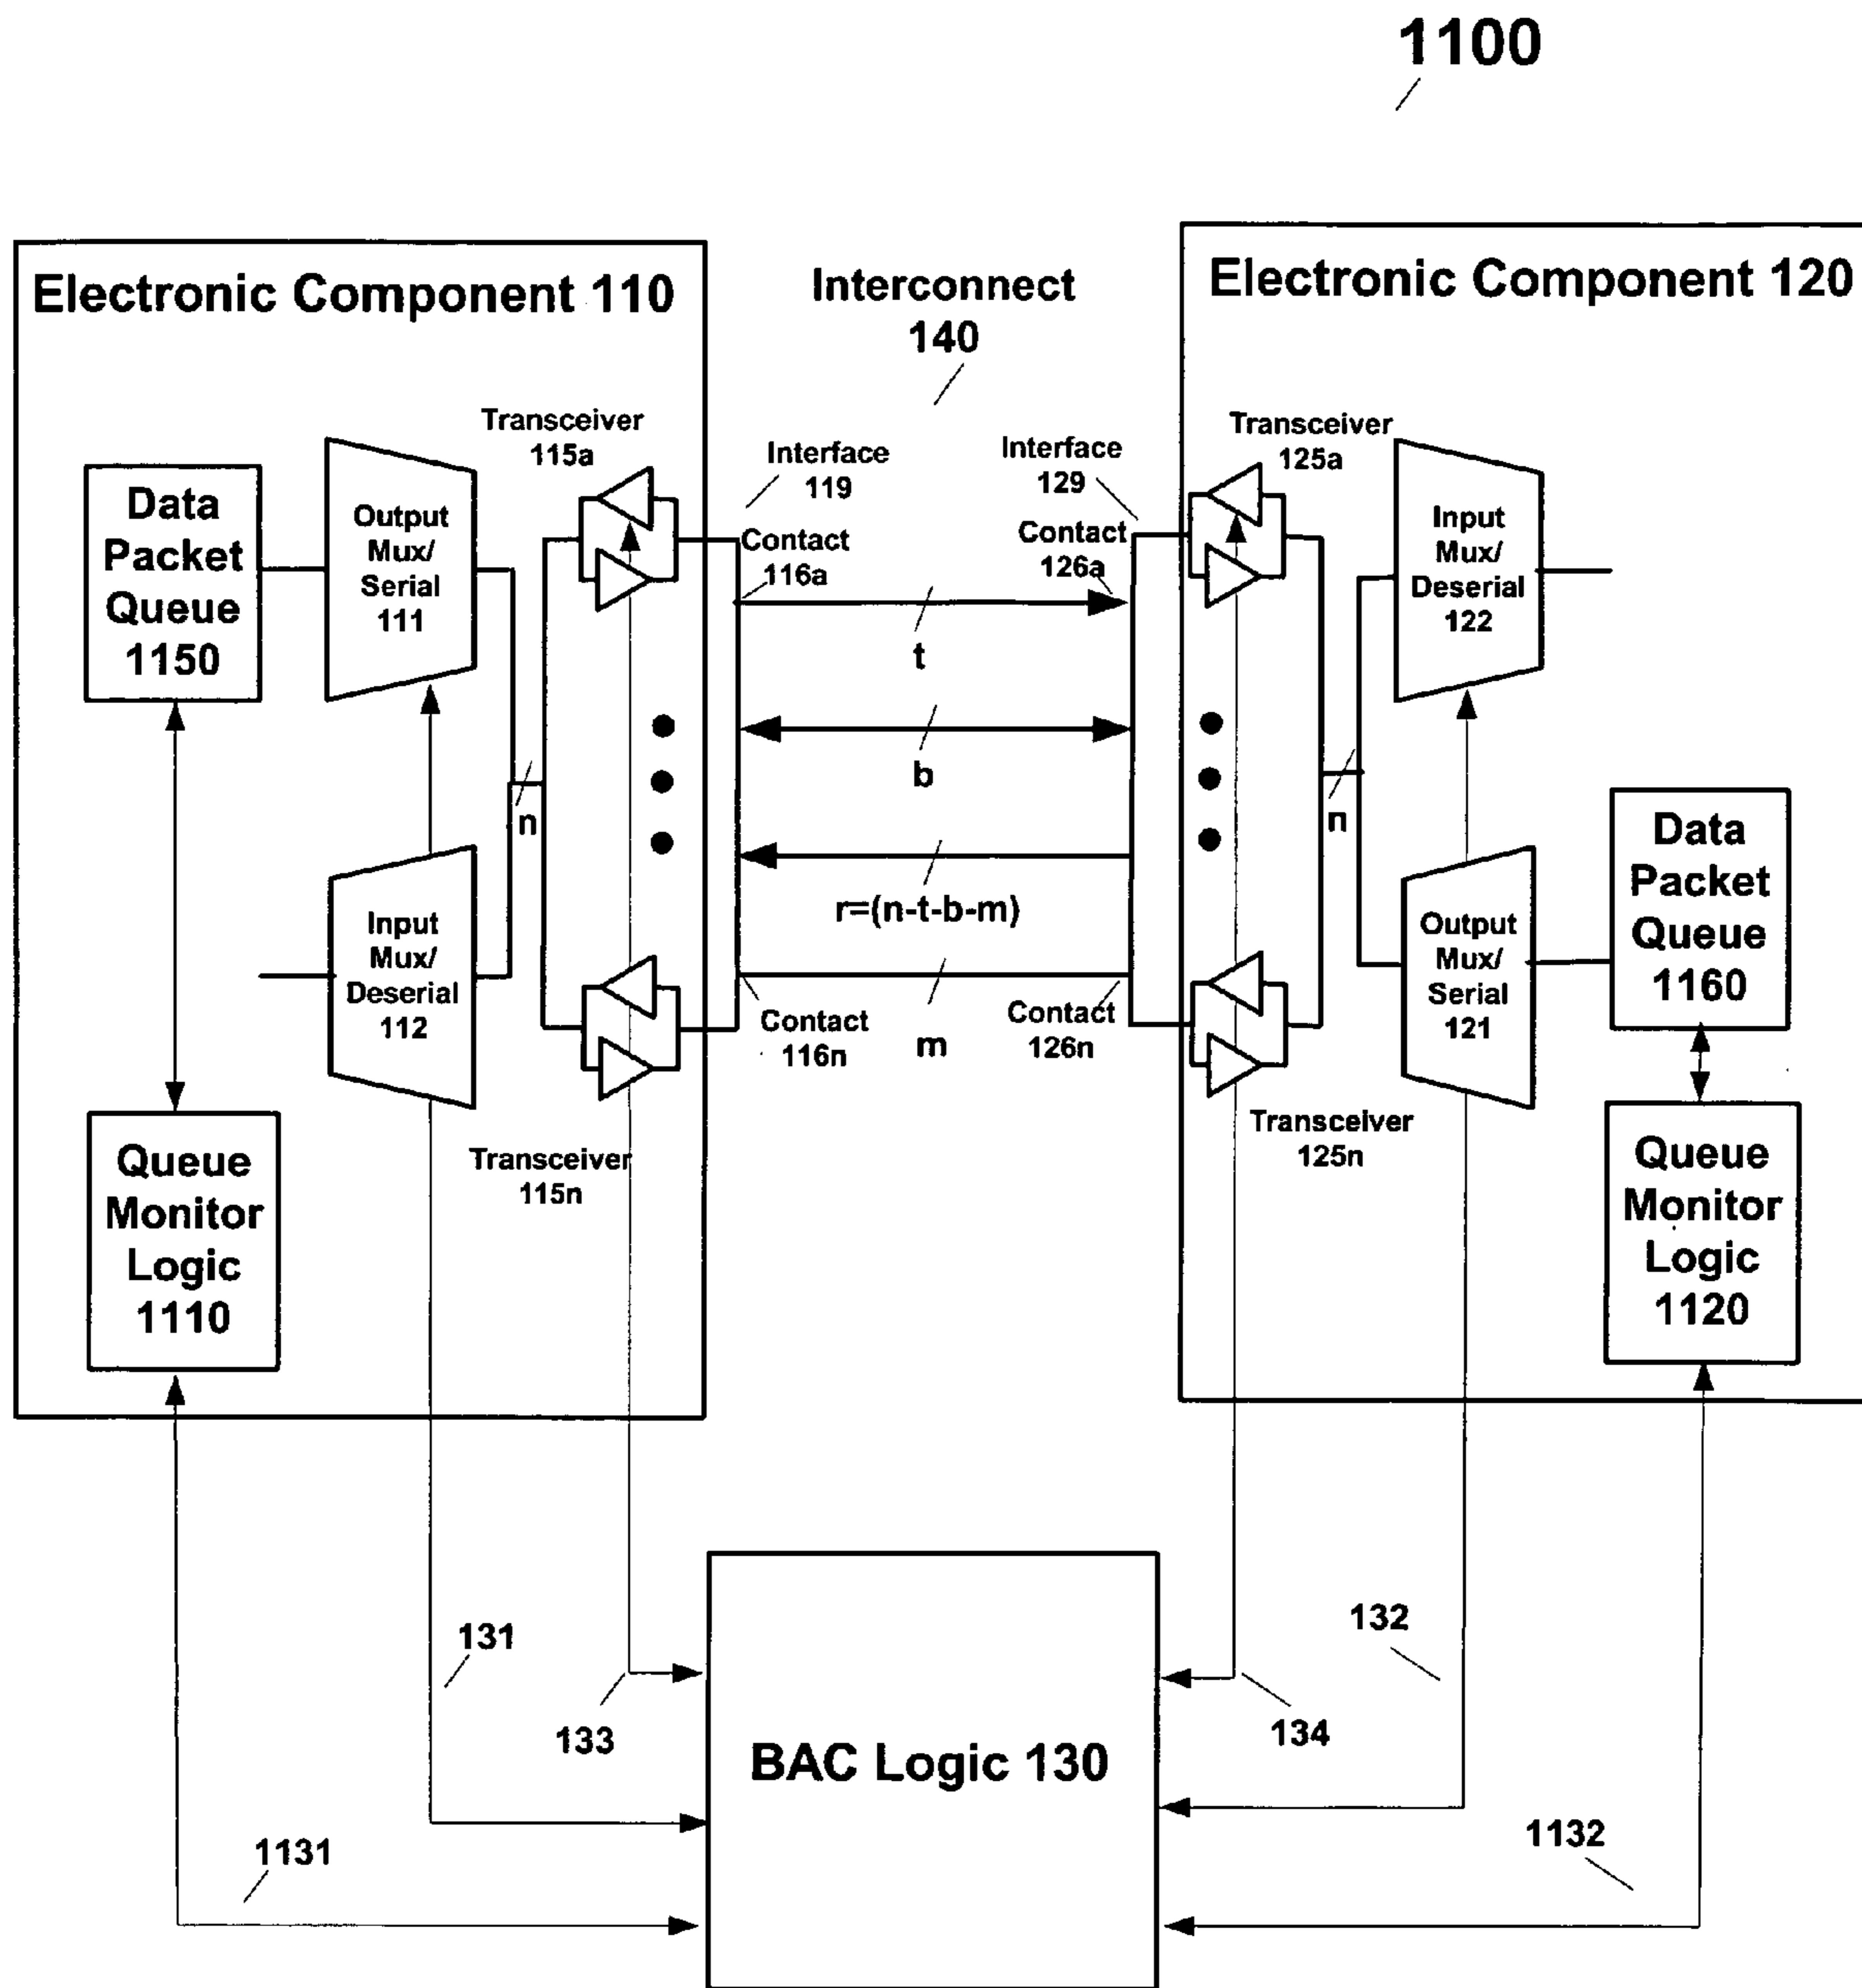 1100
Electronic Component 110
Interconnect
140
Electronic Component 120
Transceiver
115a
Interface
119
Interface
129
Transceiver
125a
Data
Packet
Queue
1150
Output
Mux/
Serial
111
Contact
116a
Contact
126a
Input
Mux/
Deserial
122
t
b
n
n
r=(n-t-b-m)
Input
Mux/
Deserial
112
Output
Mux/
Serial
121
Data
Packet
Queue
1160
Contact
116n
m
Contact
126n
Queue
Monitor
Logic
1110
Transceiver
115n
Transceiver
125n
Queue
Monitor
Logic
1120
131
133
132
134
BAC Logic 130
1131
1132